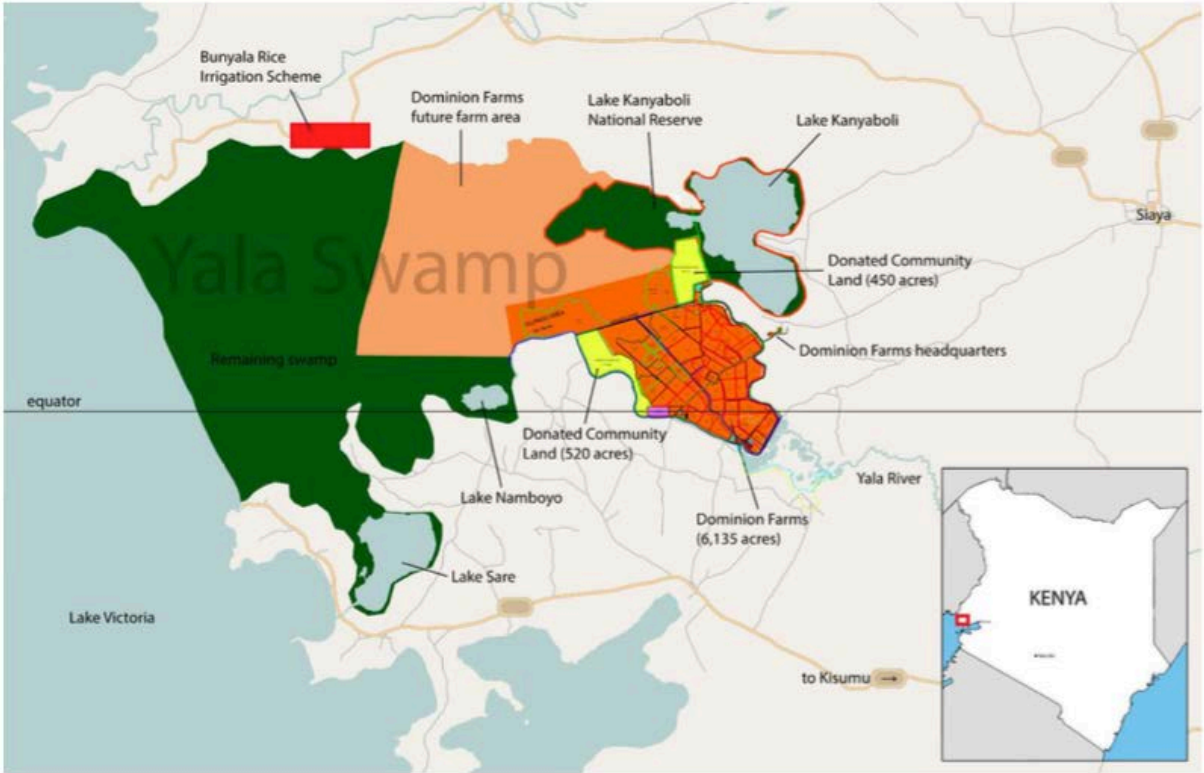 Bunyala Rice
Irrigation Scheme
Dominion Farms
future farm area
Lake Kanyaboli
National Reserve
Lake Kanyaboli
Siaya
Yala Swamp
Donated Community
Land (450 acres)
Remaining swamp
Dominion Farms headquarters
equator
Donated Community
Land (520 acres)
Yala River
Lake Namboyo
Dominion Farms
(6,135 acres)
Lake Sare
KENYA
Lake Victoria
to Kisumu →